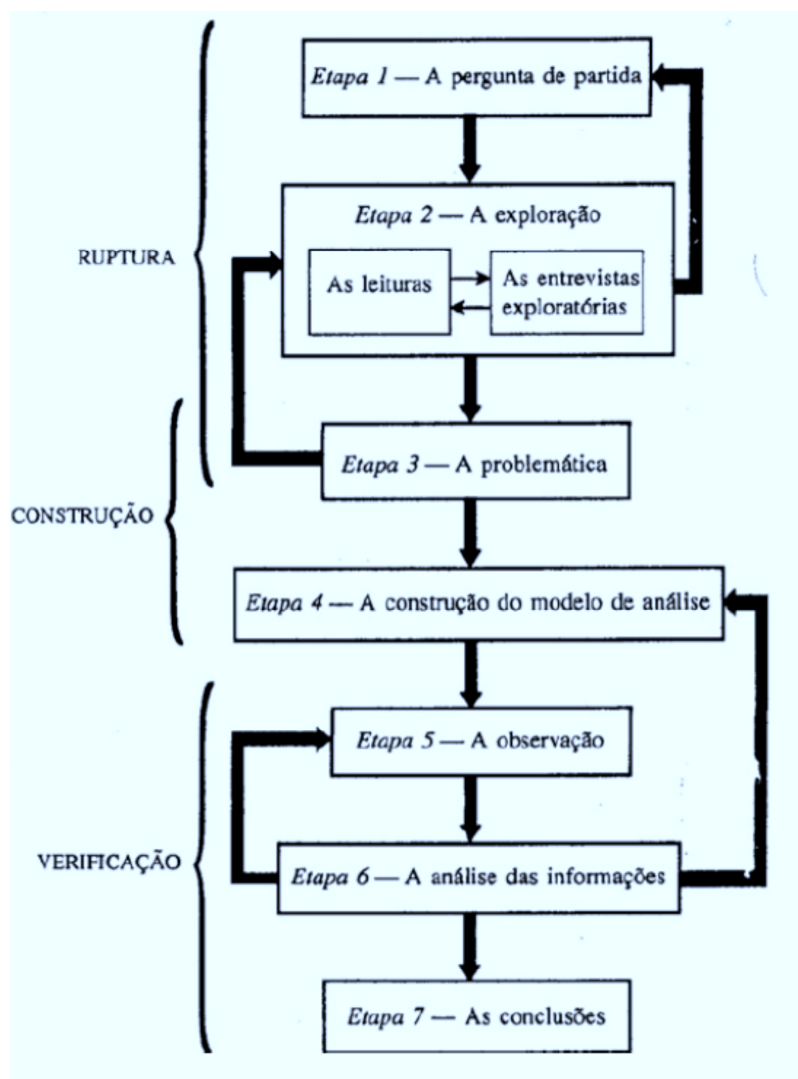 Etapa 1 — A pergunta de partida
Etapa 2 — A exploração
RUPTURA
As leituras
As entrevistas
exploratórias
Etapa 3 — A problemática
CONSTRUÇÃO
Etapa 4 — A construção do modelo de análise
Etapa 5 — A observação
VERIFICAÇÃO
Etapa 6 — A análise das informações
Etapa 7 — As conclusões